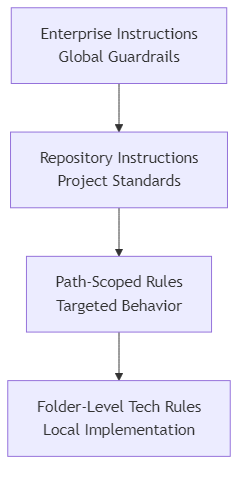 Enterprise Instructions
Global Guardrails
Repository Instructions
Project Standards
Path-Scoped Rules
Targeted Behavior
Folder-Level Tech Rules
Local Implementation